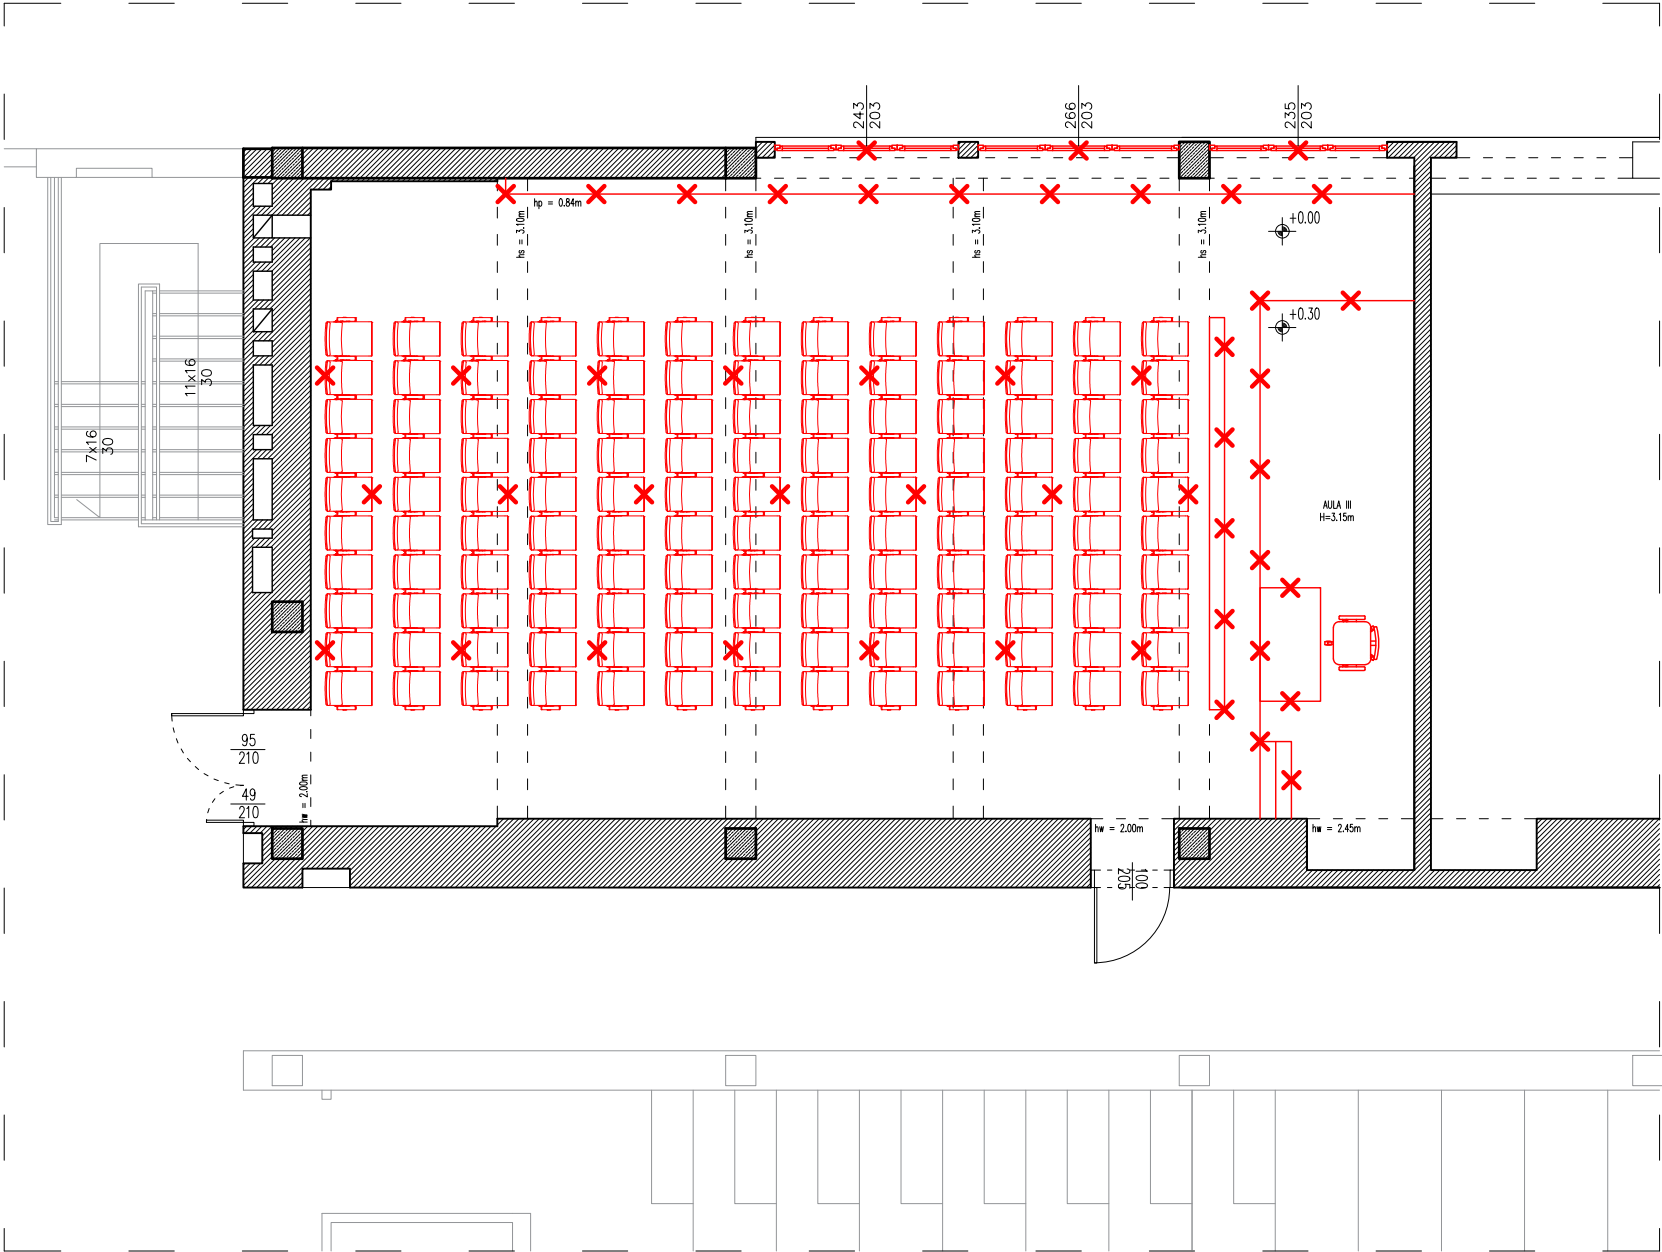 243
203
266
203
235
203
hp = 0.84m
hs = 3.10m
hs = 3.10m
hs = 3.10m
hs = 3.10m
+0.00
+0.30
11x16
30
7x16
30
AULA III
H=3.15m
95
210
49
210
hw = 2.00m
hw = 2.00m
hw = 2.45m
100
205